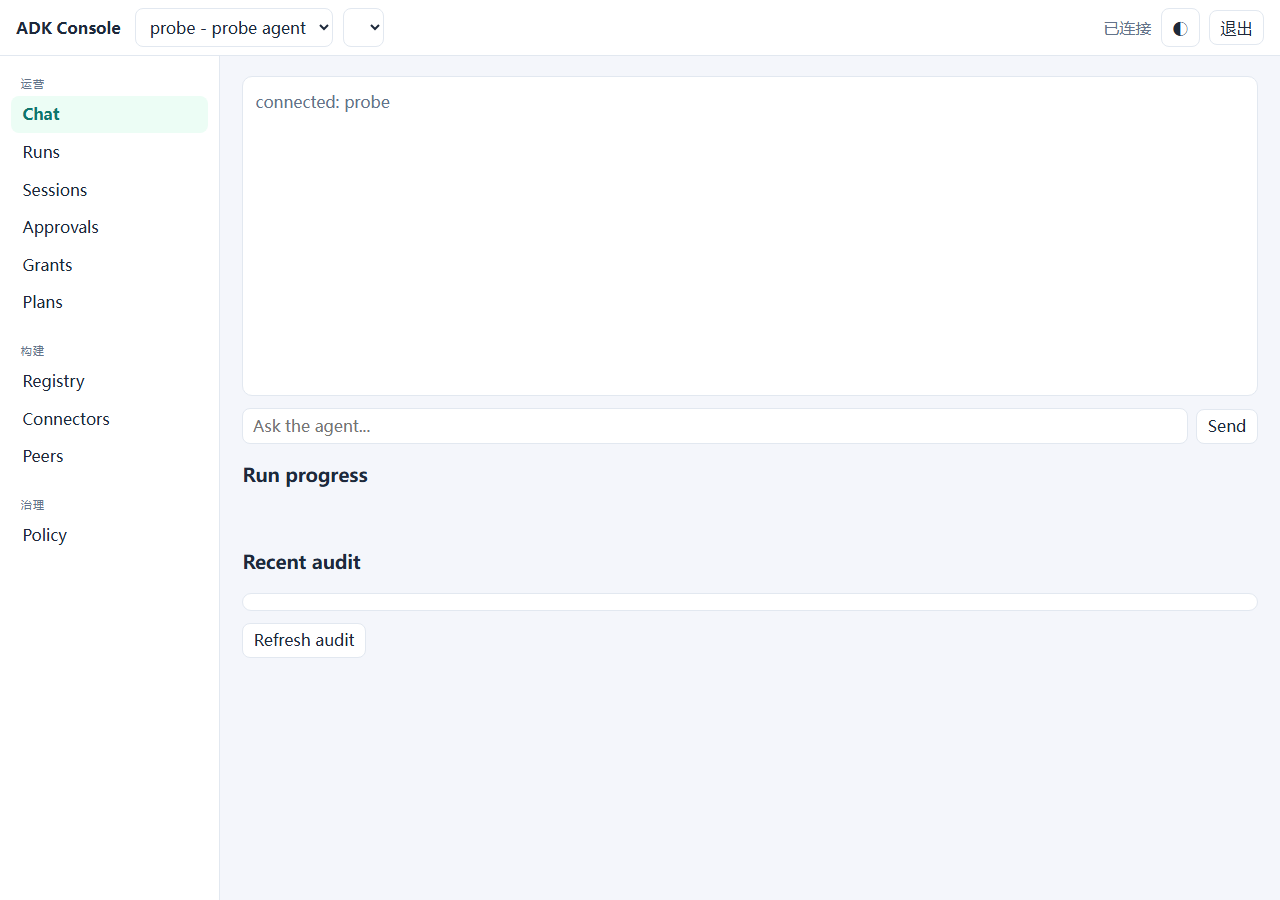 ADK Console
probe - probe agent
已连接
退出
运营
Chat
Runs
Sessions
Approvals
Grants
Plans
构建
Registry
Connectors
Peers
治理
Policy
connected: probe
Ask the agent...
Send
Run progress
Recent audit
Refresh audit